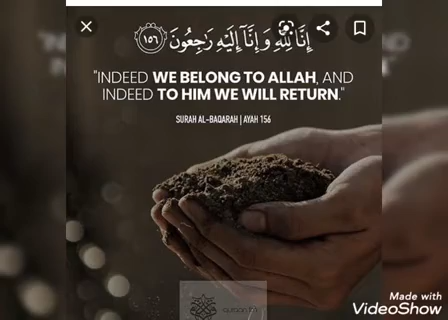 إِنَّا لِلَّهِ وَإِنَّآ إِلَيْهِ رَٰجِعُونَ ١٥٦
"INDEED WE BELONG TO ALLAH, AND
INDEED TO HIM WE WILL RETURN."
SURAH AL-BAQARAH | AYAH 156
Made with
VideoShow